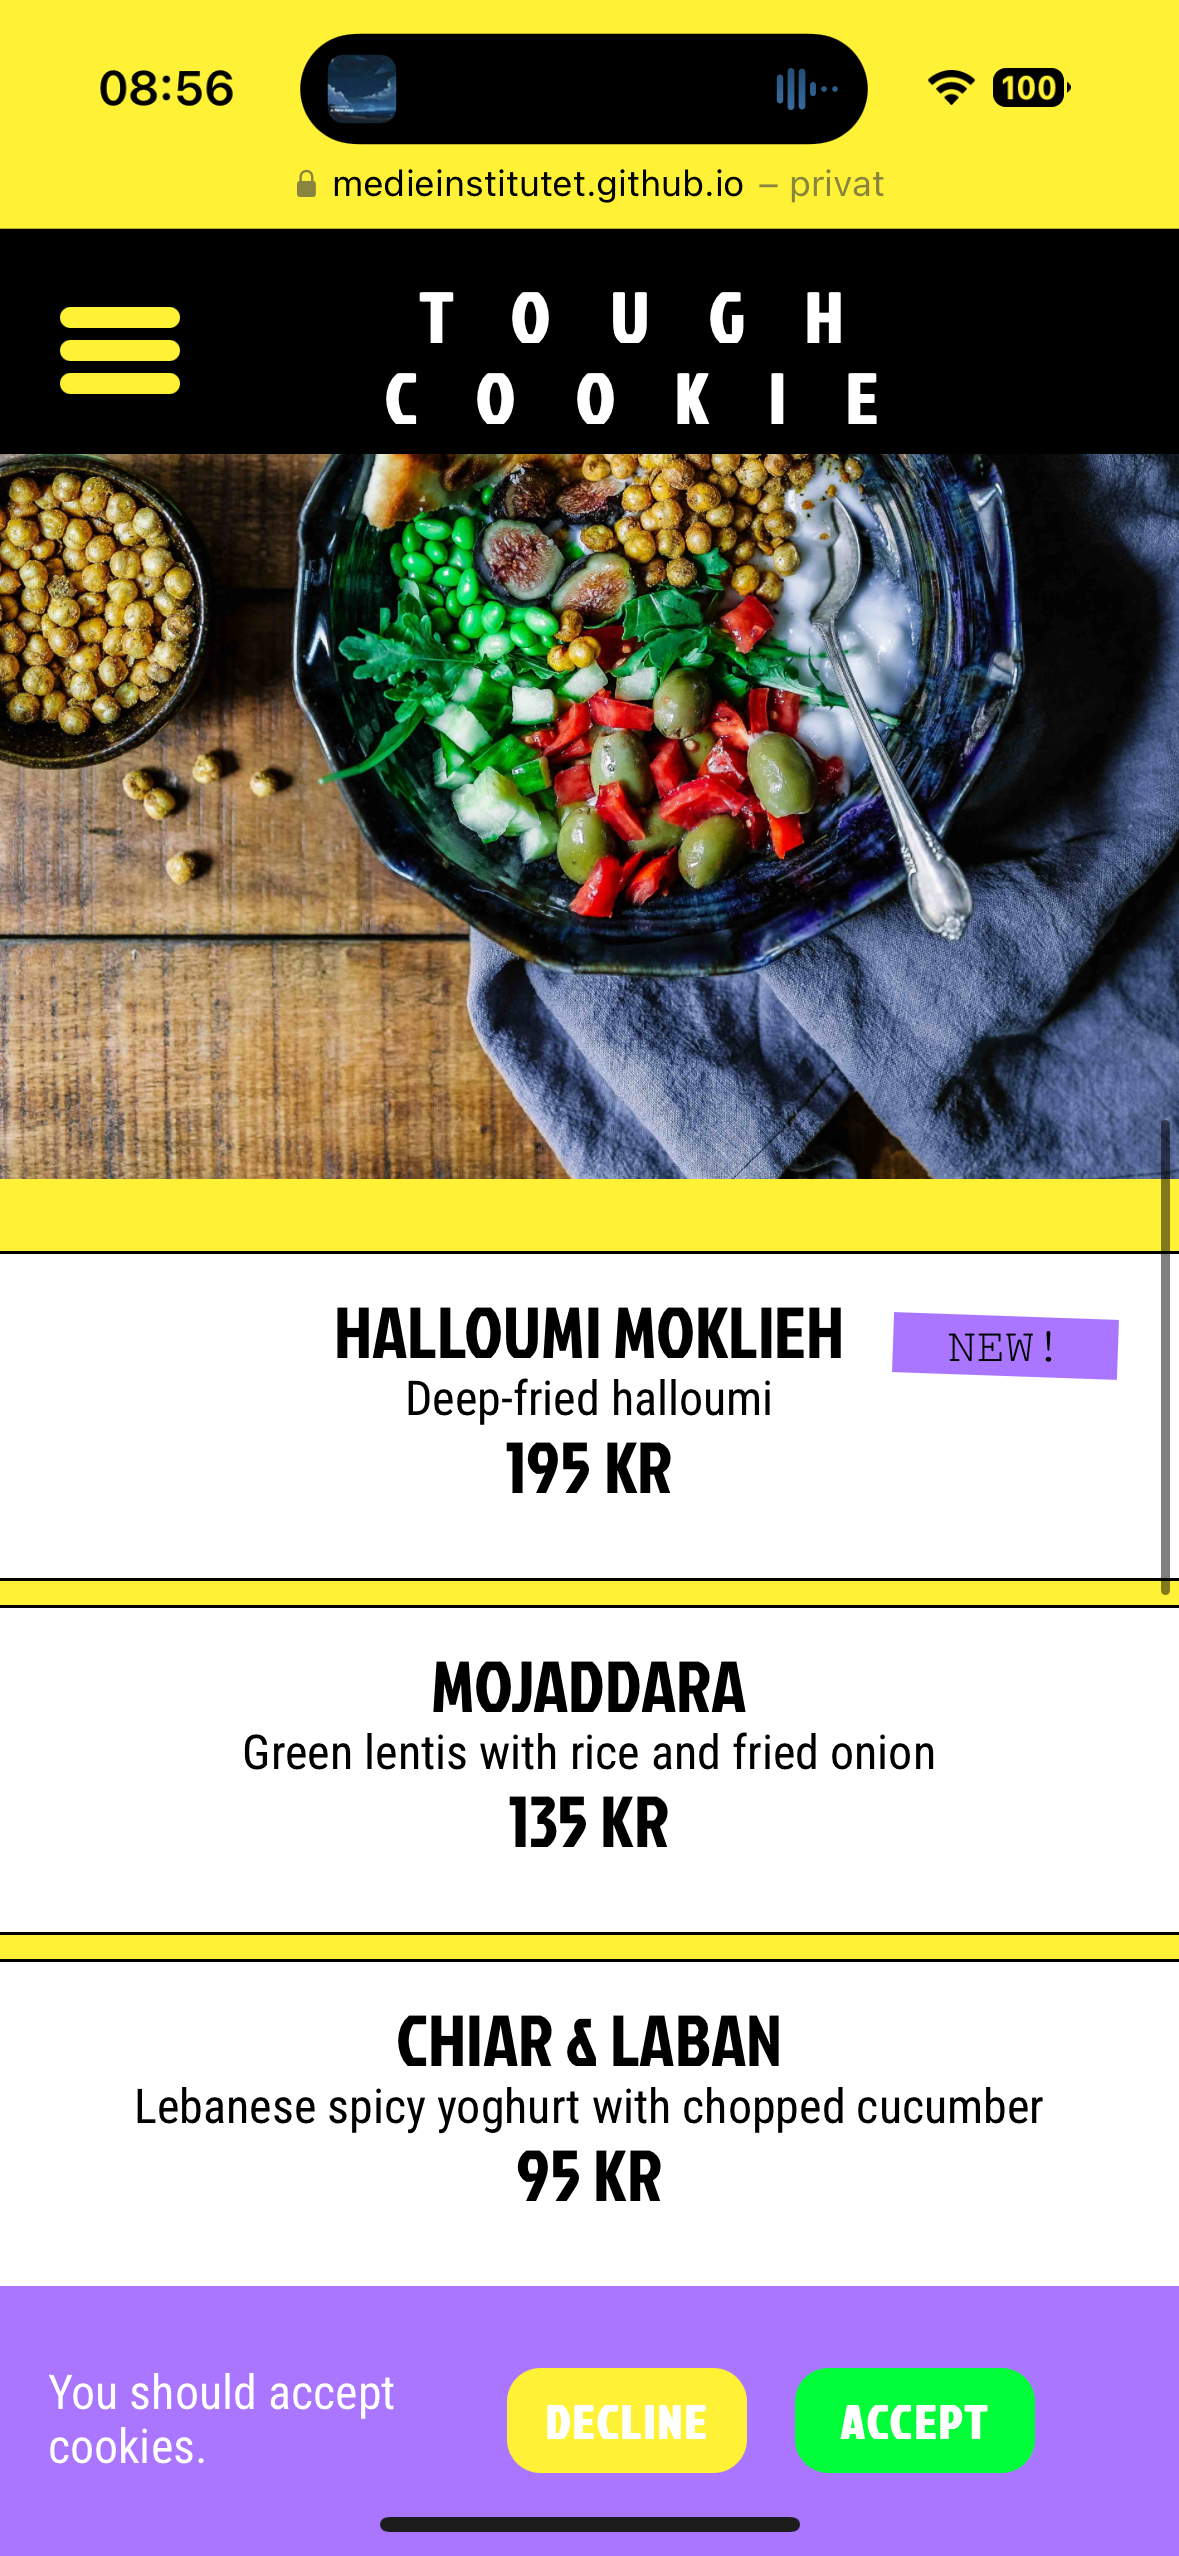 08:56
100
medieinstitutet.github.io – privat
TOUGH
COOKIE
HALLOUMI MOKLIEH
NEW!
Deep-fried halloumi
195 KR
MOJADDARA
Green lentis with rice and fried onion
135 KR
CHIAR & LABAN
Lebanese spicy yoghurt with chopped cucumber
95 KR
You should accept
cookies.
DECLINE
ACCEPT